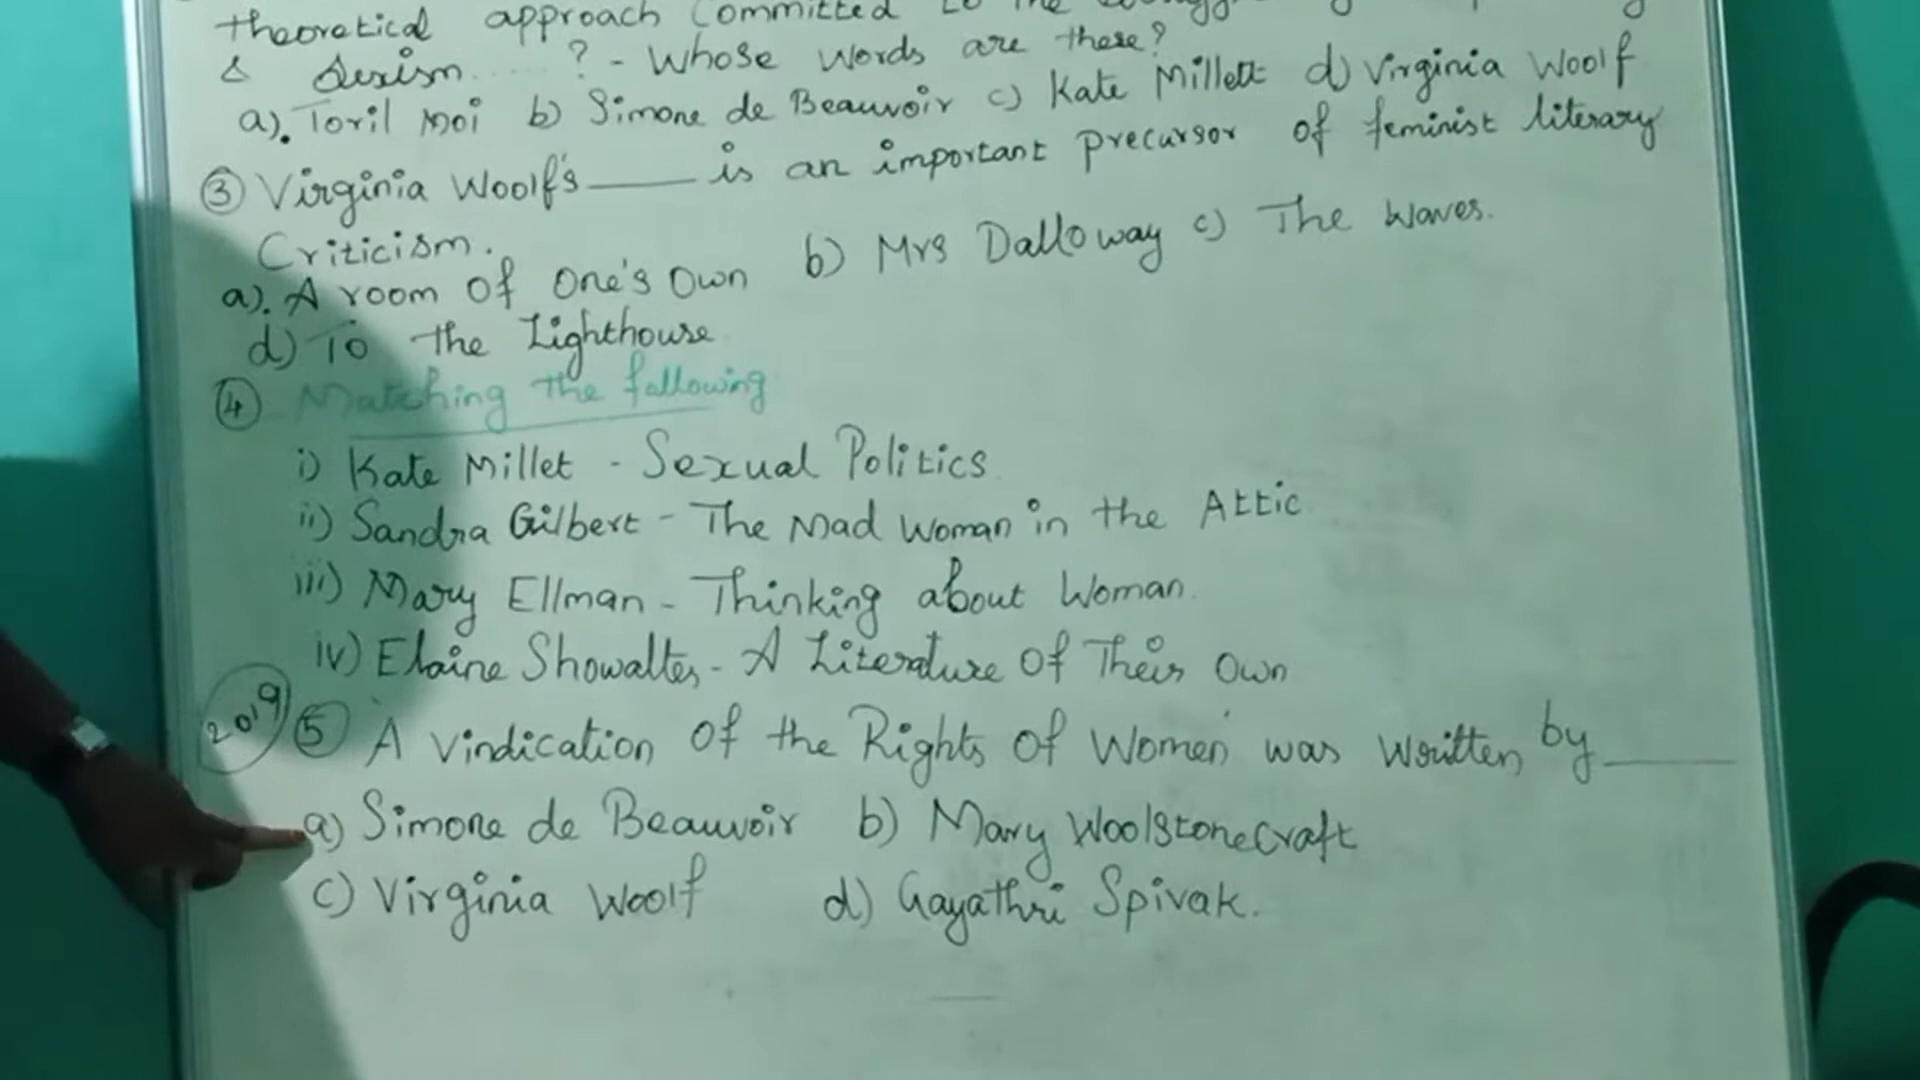 theoretical approach Committed to the
& Sexism.....? - Whose words are these?
a). Toril Moi b) Simone de Beauvoir c) Kate Millett d) Virginia Woolf
③ Virginia Woolf's ____ is an important precursor of feminist literary
Criticism.
a). A room of One's Own b) Mrs Dalloway c) The Waves.
d) To the Lighthouse
④ Matching the following
i) Kate Millet - Sexual Politics
ii) Sandra Gilbert - The Mad Woman in the Attic
iii) Mary Ellman - Thinking about Woman.
iv) Elaine Showalter - A Literature Of Their Own
2019 ⑤ A Vindication of the Rights Of Women was written by ____
a) Simone de Beauvoir b) Mary WoolstoneCraft
c) Virginia Woolf d) Gayathri Spivak.